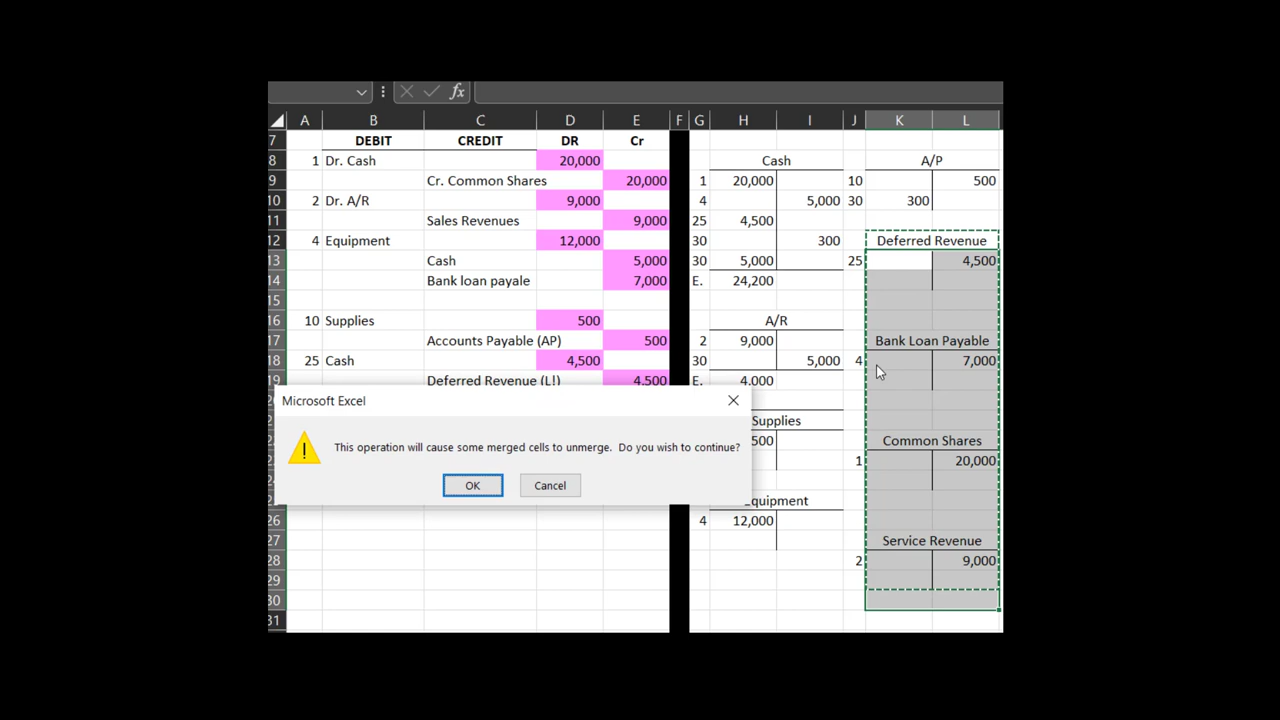 fx
A B C D E F G H I J K L
7 DEBIT CREDIT DR Cr
8 1 Dr. Cash 20,000 Cash A/P
9 Cr. Common Shares 20,000 1 20,000 10 500
10 2 Dr. A/R 9,000 4 5,000 30 300
11 Sales Revenues 9,000 25 4,500
12 4 Equipment 12,000 30 300 Deferred Revenue
13 Cash 5,000 30 5,000 25 4,500
14 Bank loan payale 7,000 E. 24,200
15
16 10 Supplies 500 A/R
17 Accounts Payable (AP) 500 2 9,000 Bank Loan Payable
18 25 Cash 4,500 30 5,000 4 7,000
19 Deferred Revenue (L!) 4,500 E. 4,000
Microsoft Excel
Supplies
This operation will cause some merged cells to unmerge. Do you wish to continue?
500 Common Shares
1 20,000
OK Cancel
Equipment
26 4 12,000
27 Service Revenue
28 2 9,000
29
30
31